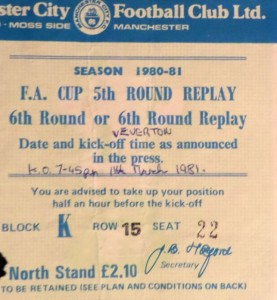 ster City Football Club Ltd.
- MOSS SIDE MANCHESTER
SEASON 1980-81
F.A. CUP 5th ROUND REPLAY
6th Round or 6th Round Replay
V EVERTON
Date and kick-off time as announced
in the press.
K.O. 7-45pm 11th March 1981.
You are advised to take up your position
half an hour before the kick-off
BLOCK K ROW 15 SEAT 22
Secretary
North Stand £2.10
TO BE RETAINED (SEE PLAN AND CONDITIONS ON BACK)